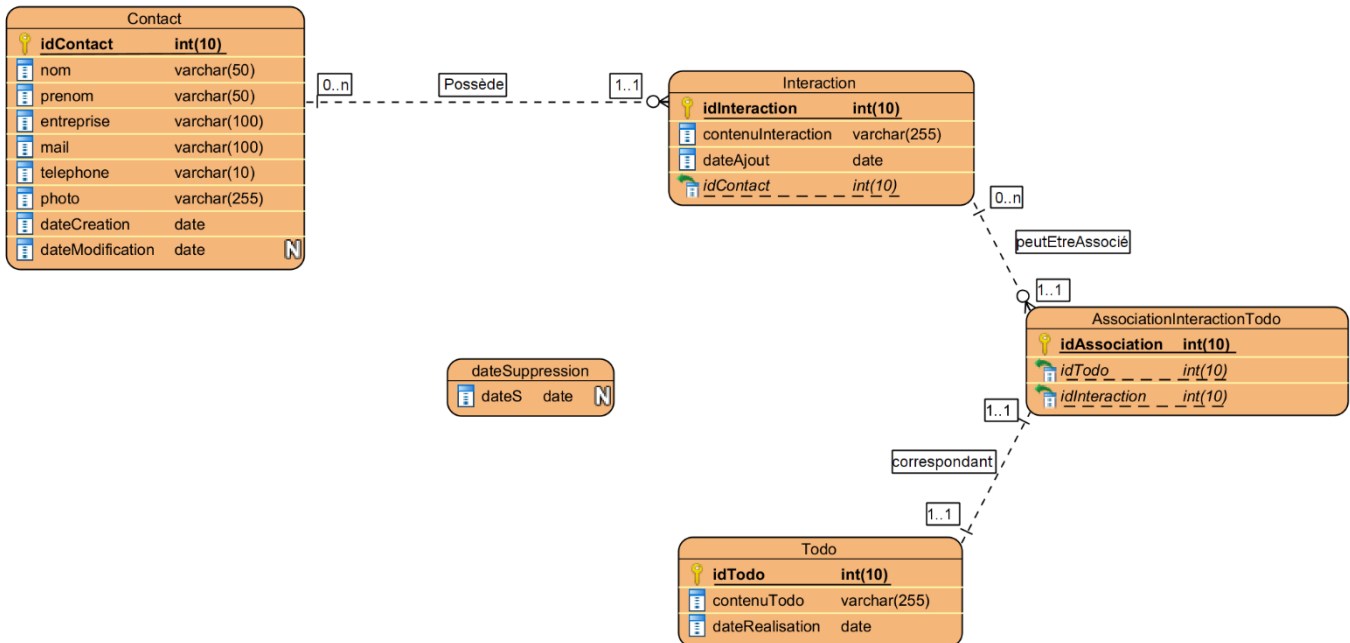 Contact
idContact int(10)
nom varchar(50)
prenom varchar(50)
entreprise varchar(100)
mail varchar(100)
telephone varchar(10)
photo varchar(255)
dateCreation date
dateModification date N
0..n
Possède
1..1
Interaction
idInteraction int(10)
contenuInteraction varchar(255)
dateAjout date
idContact int(10)
0..n
peutEtreAssocié
1..1
AssociationInteractionTodo
idAssociation int(10)
idTodo int(10)
idInteraction int(10)
dateSuppression
dateS date N
1..1
correspondant
1..1
Todo
idTodo int(10)
contenuTodo varchar(255)
dateRealisation date